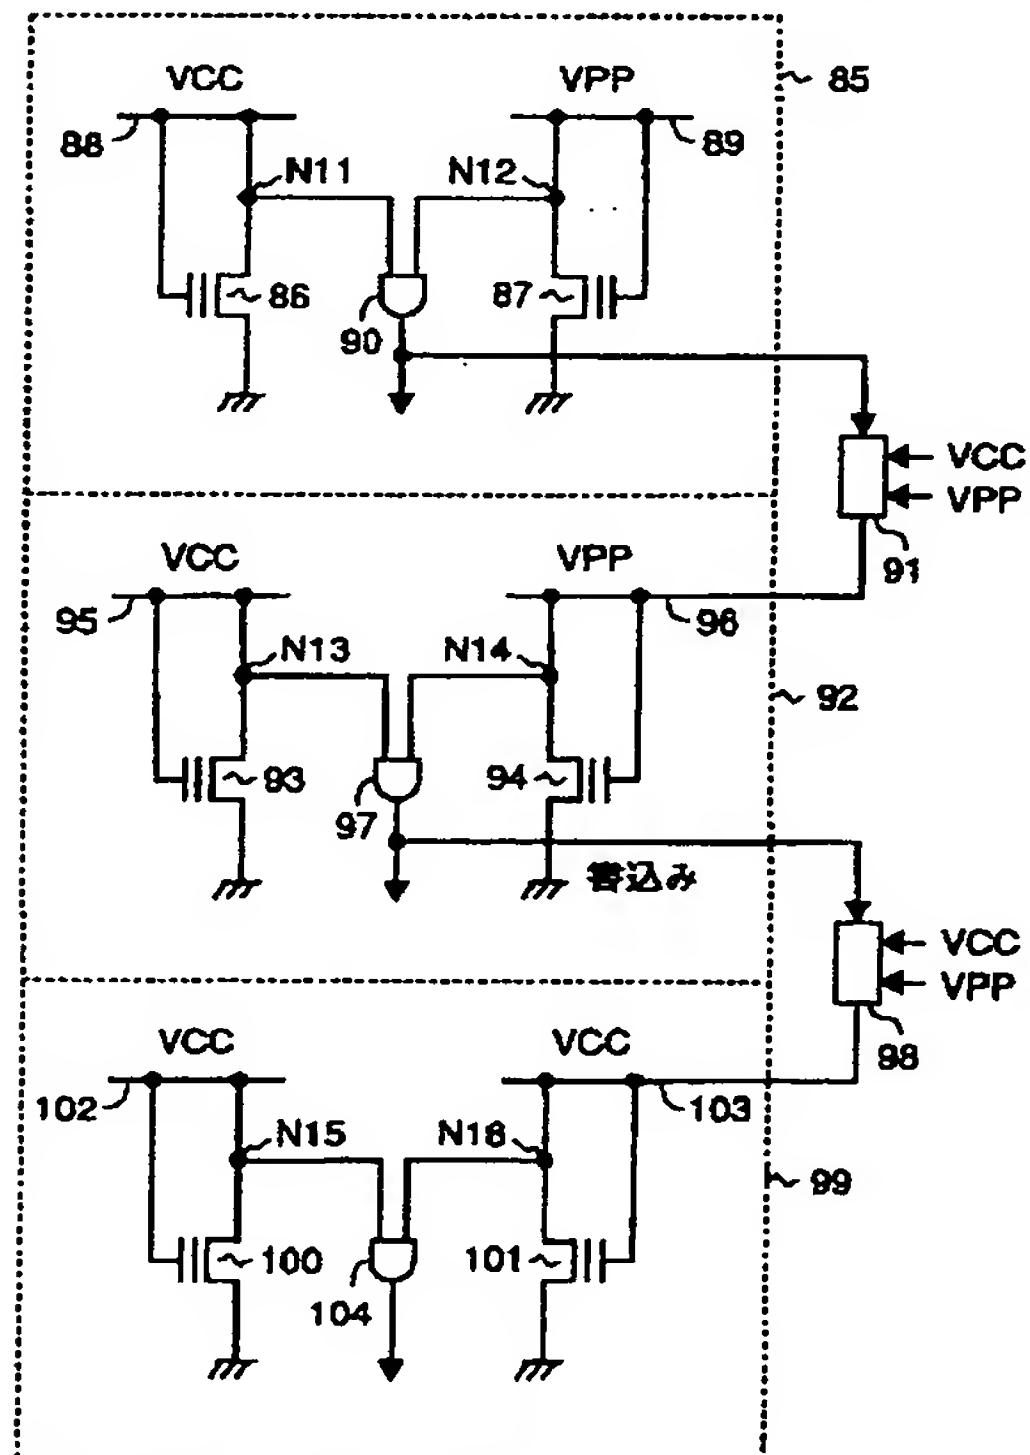 VCC VPP 85
88 89
N11 N12
86 87
90
VCC
VPP
91
VCC VPP
95 96
N13 N14
92
93 94
97
書込み
VCC
VPP
98
VCC VCC
102 103
N15 N16
99
100 101
104